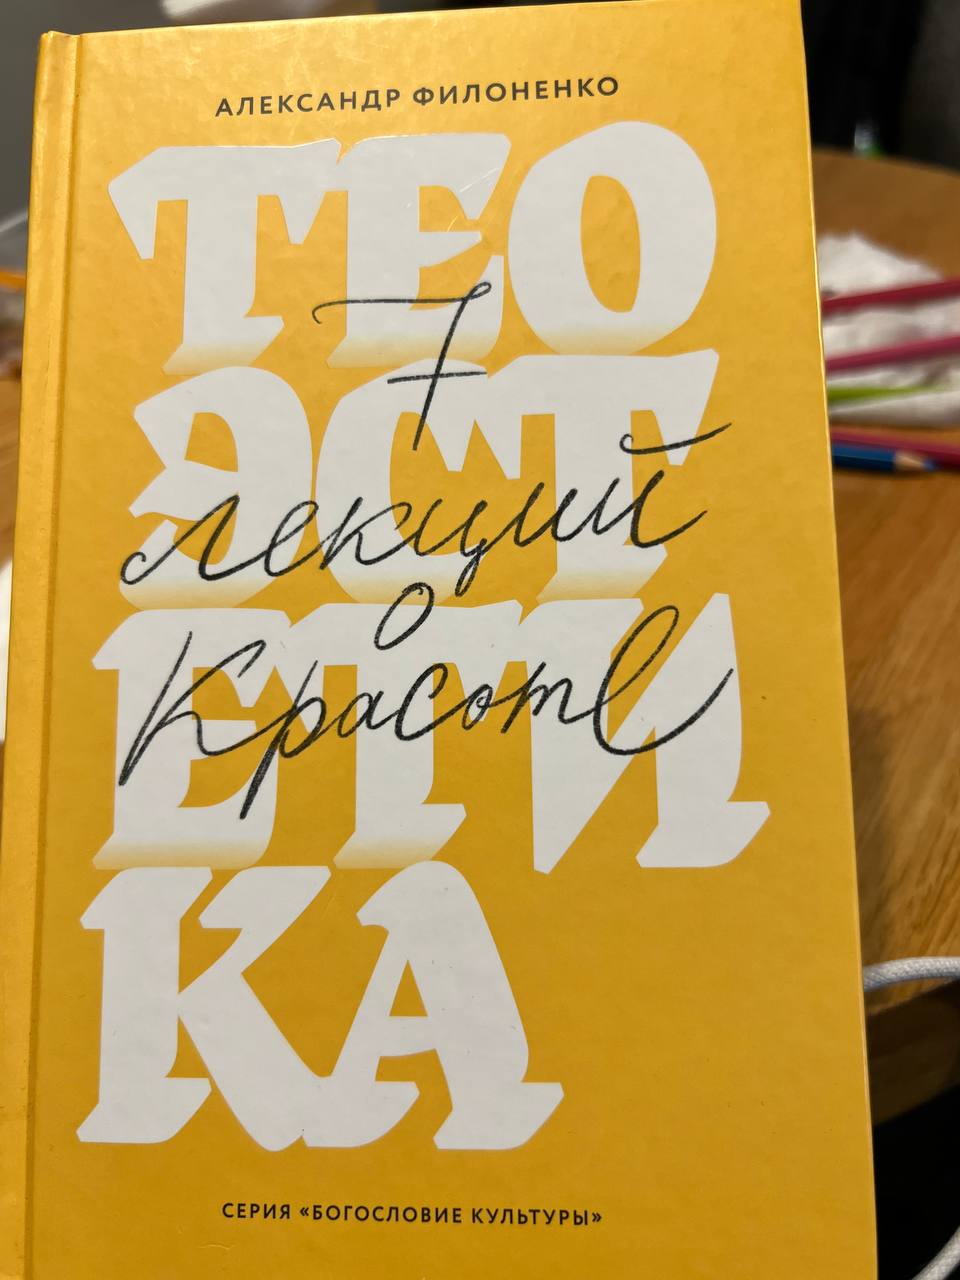 АЛЕКСАНДР ФИЛОНЕНКО
ТЕО
ЭСТ
ЕТИ
КА
7
лекций
о
Красоте
СЕРИЯ «БОГОСЛОВИЕ КУЛЬТУРЫ»